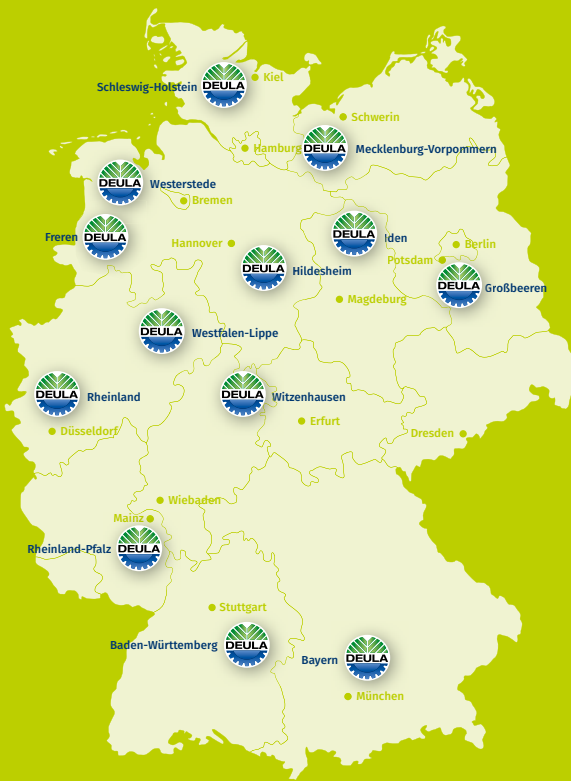 Kiel
DEULA
Schleswig-Holstein
Schwerin
Hamburg
DEULA
Mecklenburg-Vorpommern
DEULA
Westerstede
Bremen
DEULA
Freren
DEULA
Iden
Hannover
Berlin
Potsdam
DEULA
Hildesheim
DEULA
Großbeeren
Magdeburg
DEULA
Westfalen-Lippe
DEULA
Rheinland
DEULA
Witzenhausen
Erfurt
Düsseldorf
Dresden
Wiebaden
Mainz
Rheinland-Pfalz
DEULA
Stuttgart
Baden-Württemberg
DEULA
Bayern
DEULA
München